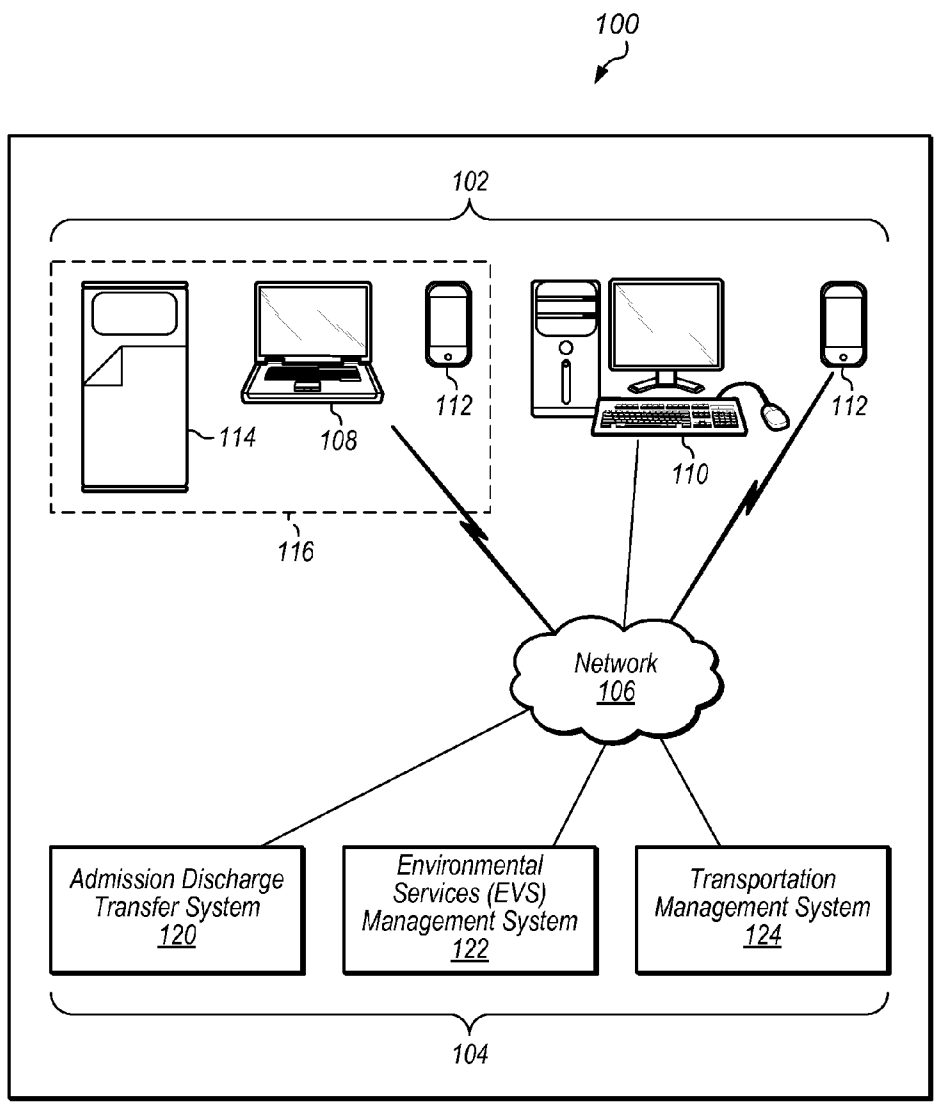 100
102
112
112
114
108
110
116
Network
106
Admission Discharge
Transfer System
120
Environmental
Services (EVS)
Management System
122
Transportation
Management System
124
104